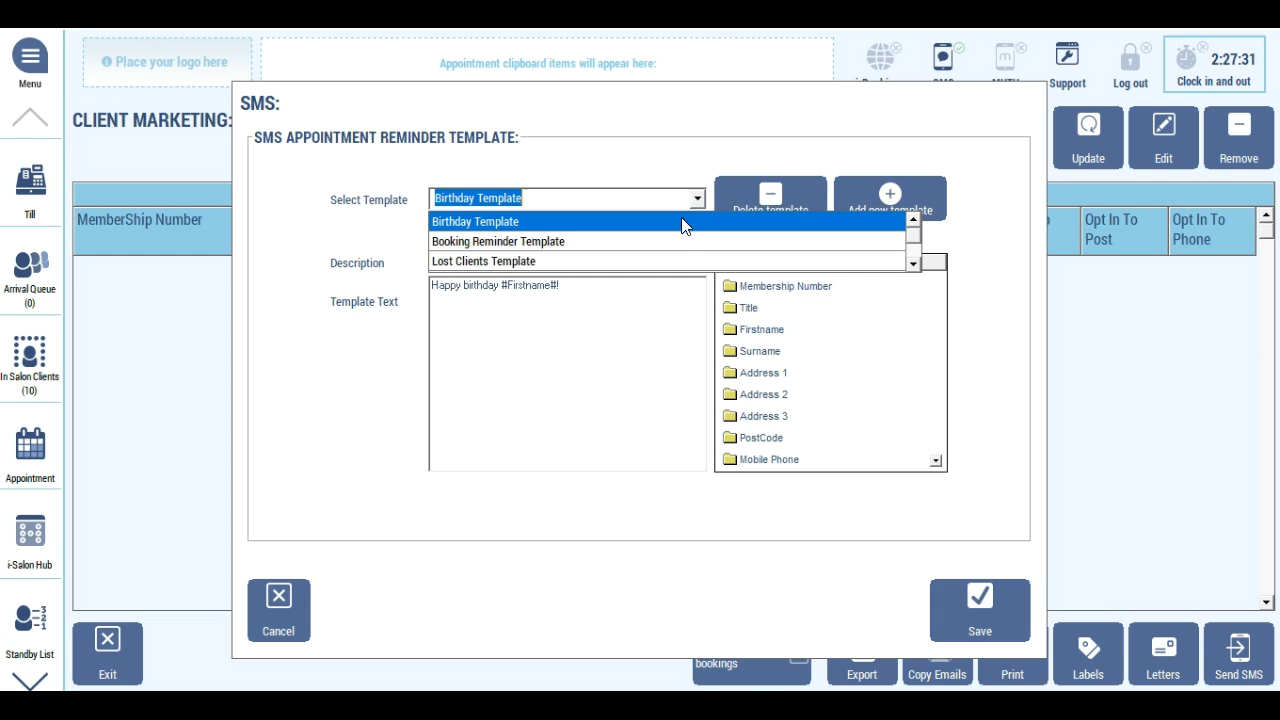 Place your logo here
Appointment clipboard items will appear here:
2:27:31
Menu
Support
Log out
Clock in and out
SMS:
CLIENT MARKETING:
SMS APPOINTMENT REMINDER TEMPLATE:
Update
Edit
Remove
Till
Select Template
Birthday Template
Delete template
Add new template
MemberShip Number
Opt In To
Post
Opt In To
Phone
Birthday Template
Booking Reminder Template
Lost Clients Template
Description
Arrival Queue
(0)
Template Text
Happy birthday #Firstname#!
Membership Number
Title
Firstname
Surname
Address 1
Address 2
Address 3
PostCode
Mobile Phone
In Salon Clients
(10)
Appointment
i-Salon Hub
Standby List
Cancel
Save
Exit
bookings
Export
Copy Emails
Print
Labels
Letters
Send SMS